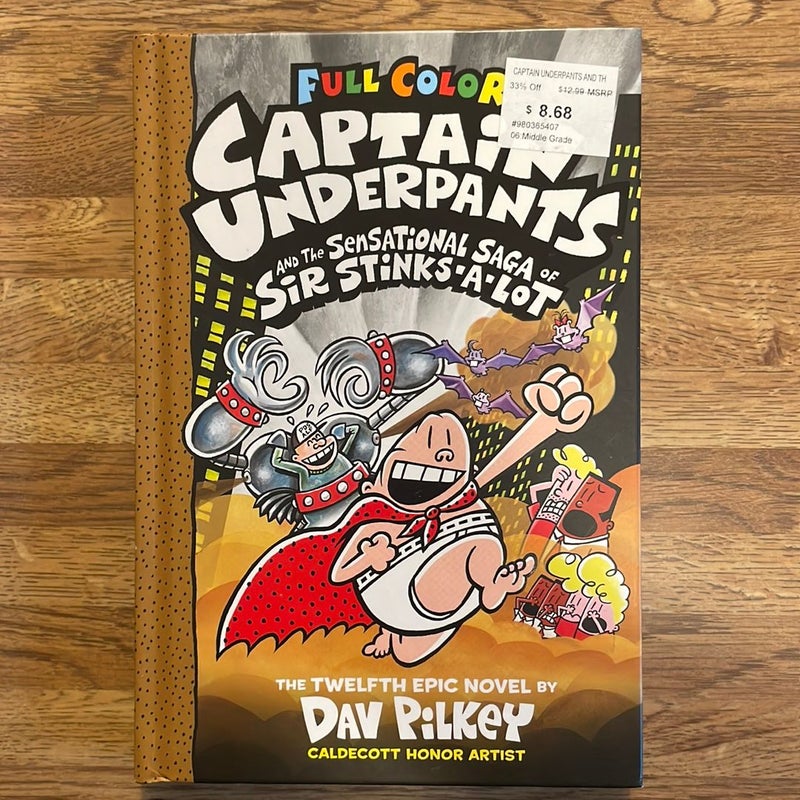 FULL COLOR
CAPTAIN UNDERPANTS AND TH
33% Off $12.99 MSRP
$ 8.68
#980365407
06 Middle Grade
CAPTAIN
UNDERPANTS
AND THE SENSATIONAL SAGA OF
SIR STINKS-A-LOT
THE TWELFTH EPIC NOVEL BY
DAV PILKEY
CALDECOTT HONOR ARTIST